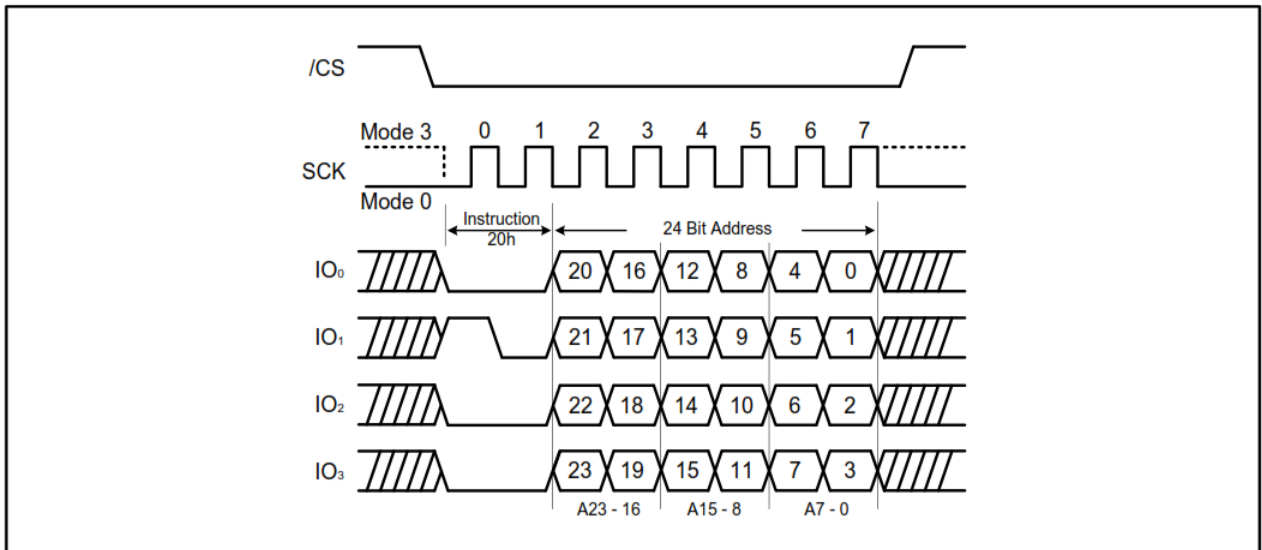 /CS
Mode 3 0 1 2 3 4 5 6 7
SCK
Mode 0
Instruction
20h
24 Bit Address
IO₀ 20 16 12 8 4 0
IO₁ 21 17 13 9 5 1
IO₂ 22 18 14 10 6 2
IO₃ 23 19 15 11 7 3
A23 - 16 A15 - 8 A7 - 0